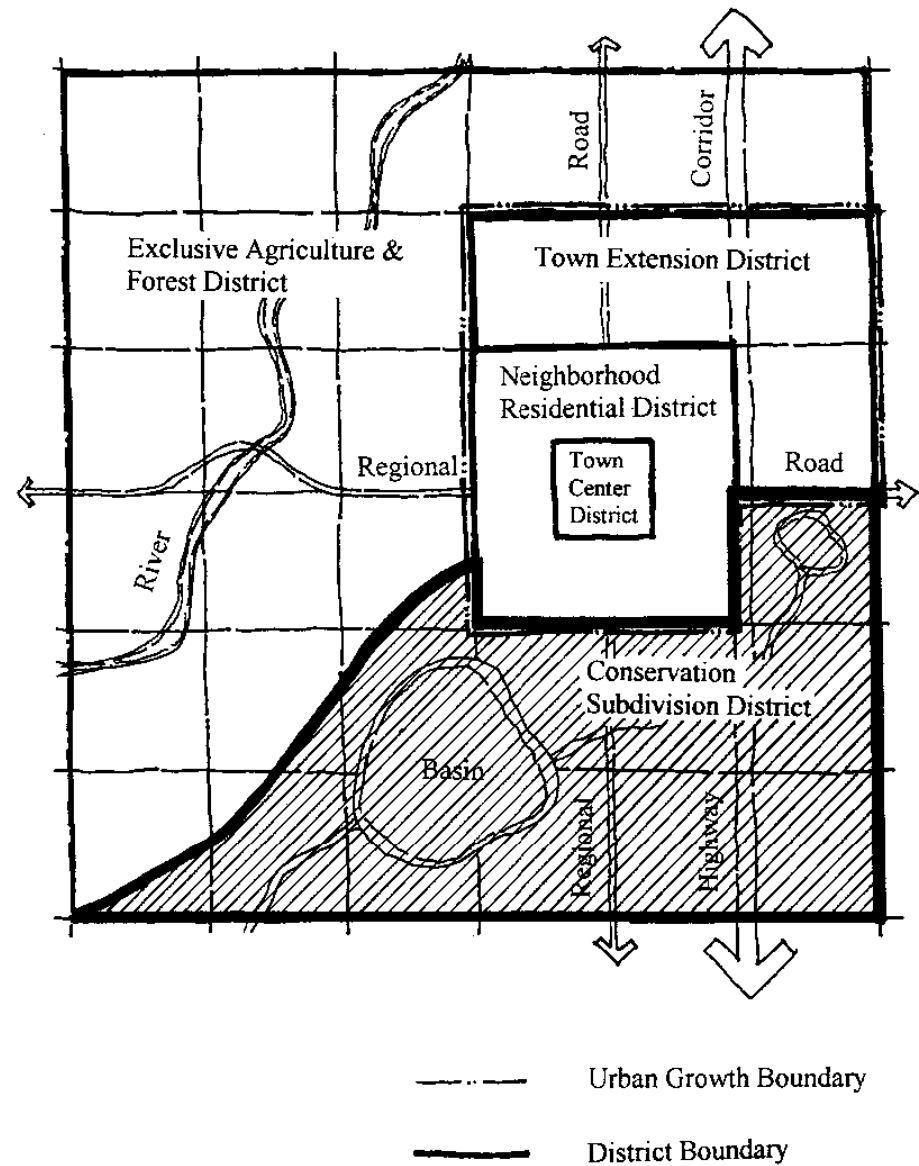 Road
Corridor
Exclusive Agriculture &
Forest District
Town Extension District
Neighborhood
Residential District
Regional
Town
Center
District
Road
River
Conservation
Subdivision District
Basin
Regional
Highway
Urban Growth Boundary
District Boundary